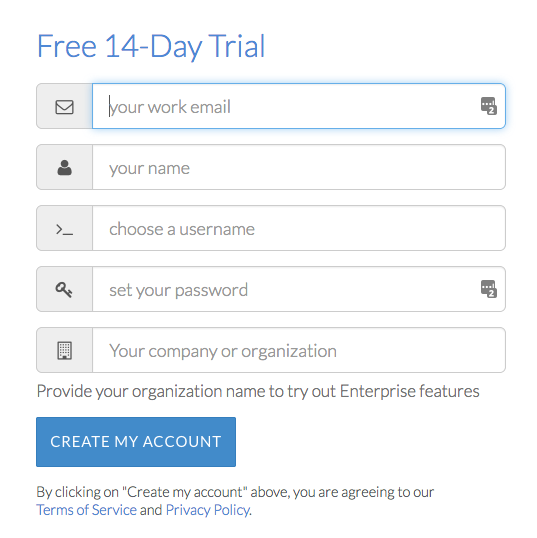 Free 14-Day Trial
your work email
2
your name
choose a username
set your password
2
Your company or organization
Provide your organization name to try out Enterprise features
CREATE MY ACCOUNT
By clicking on "Create my account" above, you are agreeing to our
Terms of Service and Privacy Policy.